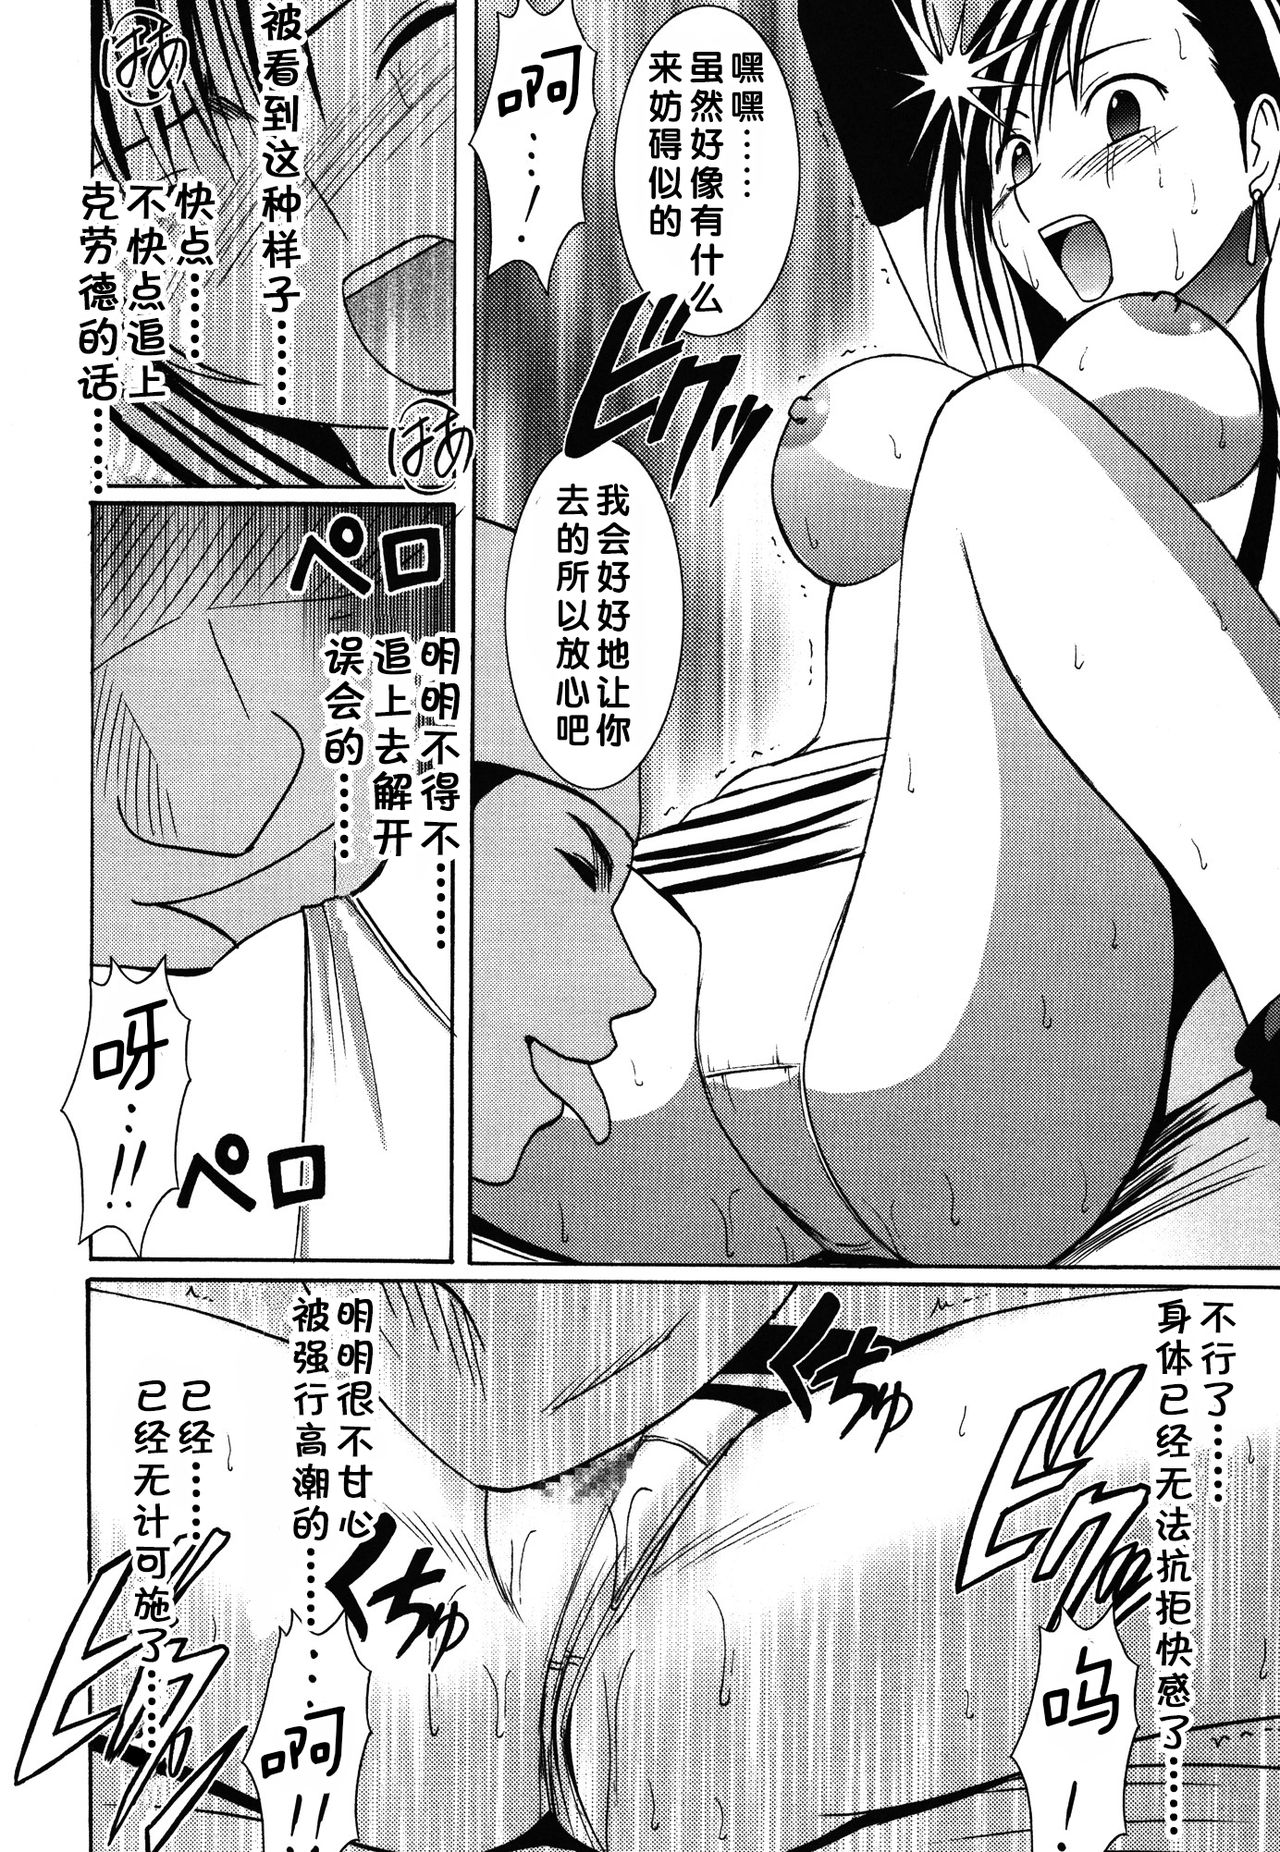 嘿嘿……
虽然好像有什么
来妨碍似的
啊…!
ビクッ
我会好好地让你
去的所以放心吧
被看到这种样子……
はあ
快点……
不快点追上
克劳德的话……
はあ
ペロ
明明不得不……
追上去解开
误会的……
呀…!!
ペロ
不行了……
身体已经无法抗拒快感了……
くちゅ
ビクッ
呜…!
明明很不甘心
被强行高潮的……
くちゅ
啊…!!
已经……
已经无计可施了……
ビクッ